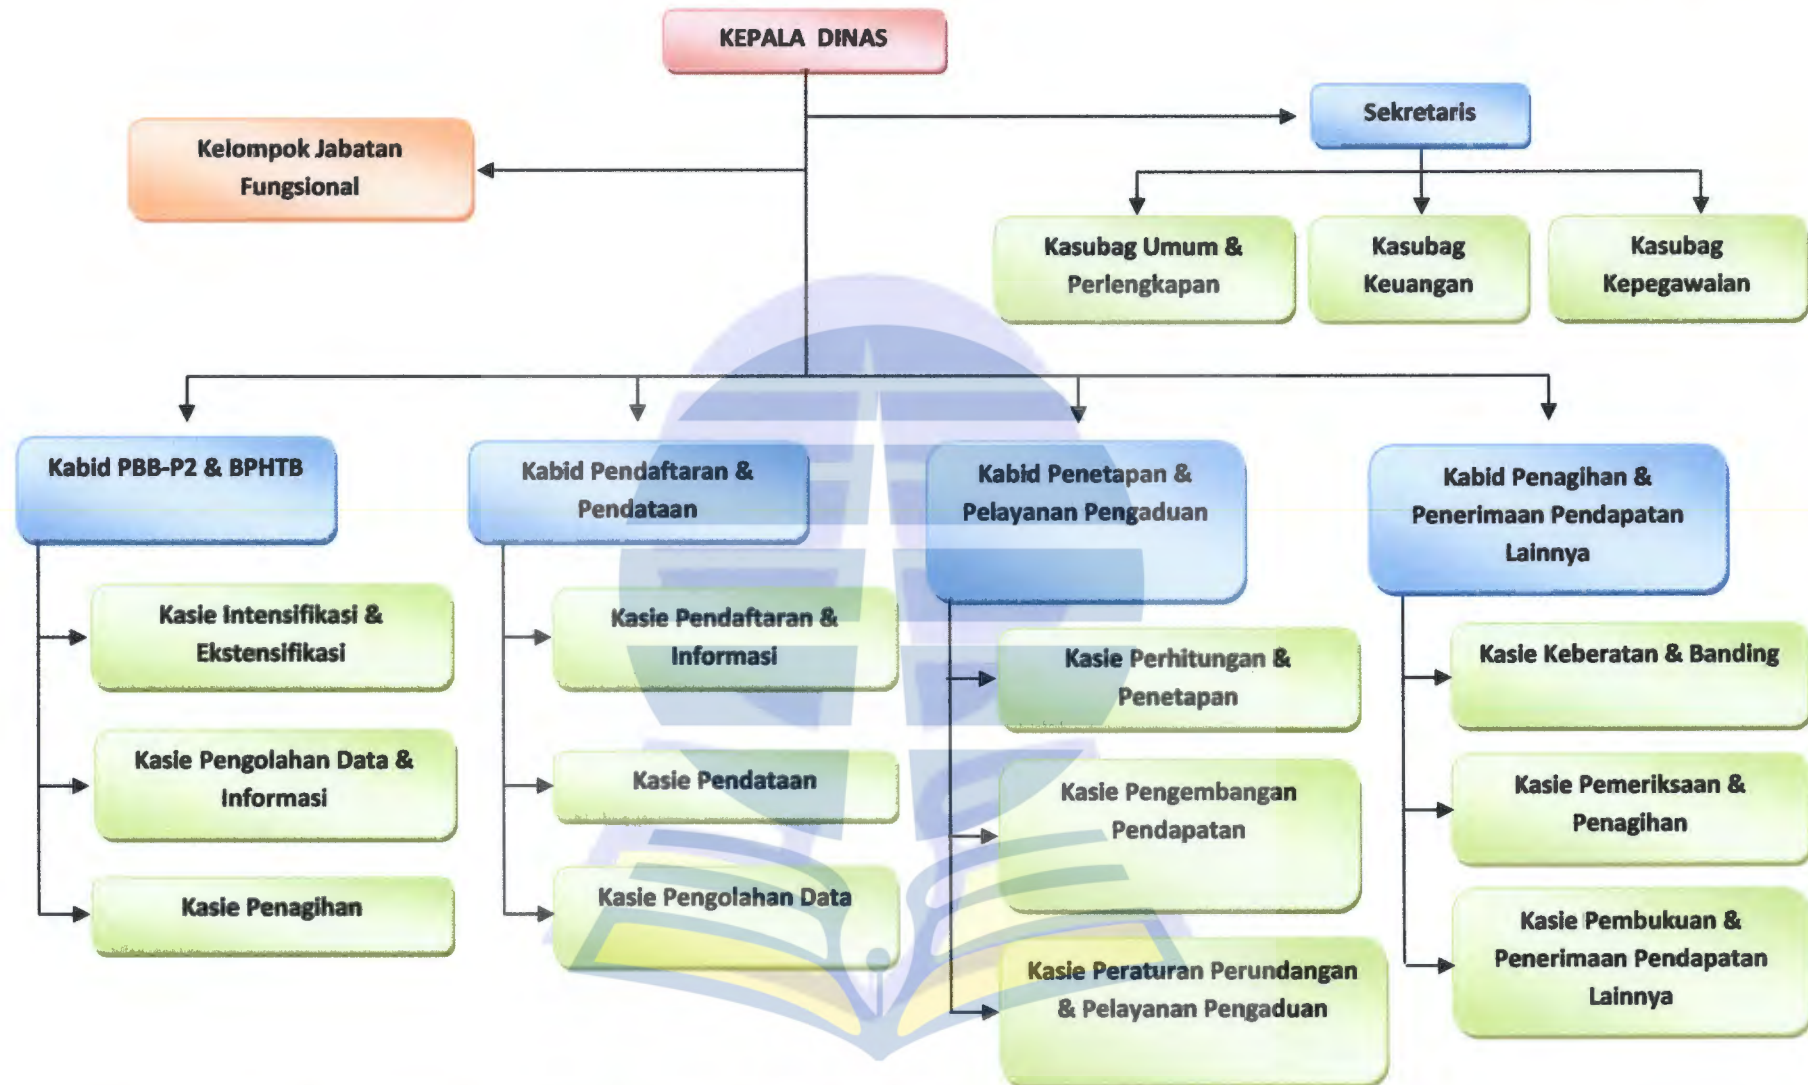 KEPALA DINAS
Sekretaris
Kelompok Jabatan
Fungsional
Kasubag Umum &
Perlengkapan
Kasubag
Keuangan
Kasubag
Kepegawaian
Kabid PBB-P2 & BPHTB
Kasie Intensifikasi &
Ekstensifikasi
Kasie Pengolahan Data &
Informasi
Kasie Penagihan
Kabid Pendaftaran &
Pendataan
Kasie Pendaftaran &
Informasi
Kasie Pendataan
Kasie Pengolahan Data
Kabid Penetapan &
Pelayanan Pengaduan
Kasie Perhitungan &
Penetapan
Kasie Pengembangan
Pendapatan
Kasie Peraturan Perundangan
& Pelayanan Pengaduan
Kabid Penagihan &
Penerimaan Pendapatan
Lainnya
Kasie Keberatan & Banding
Kasie Pemeriksaan &
Penagihan
Kasie Pembukuan &
Penerimaan Pendapatan
Lainnya